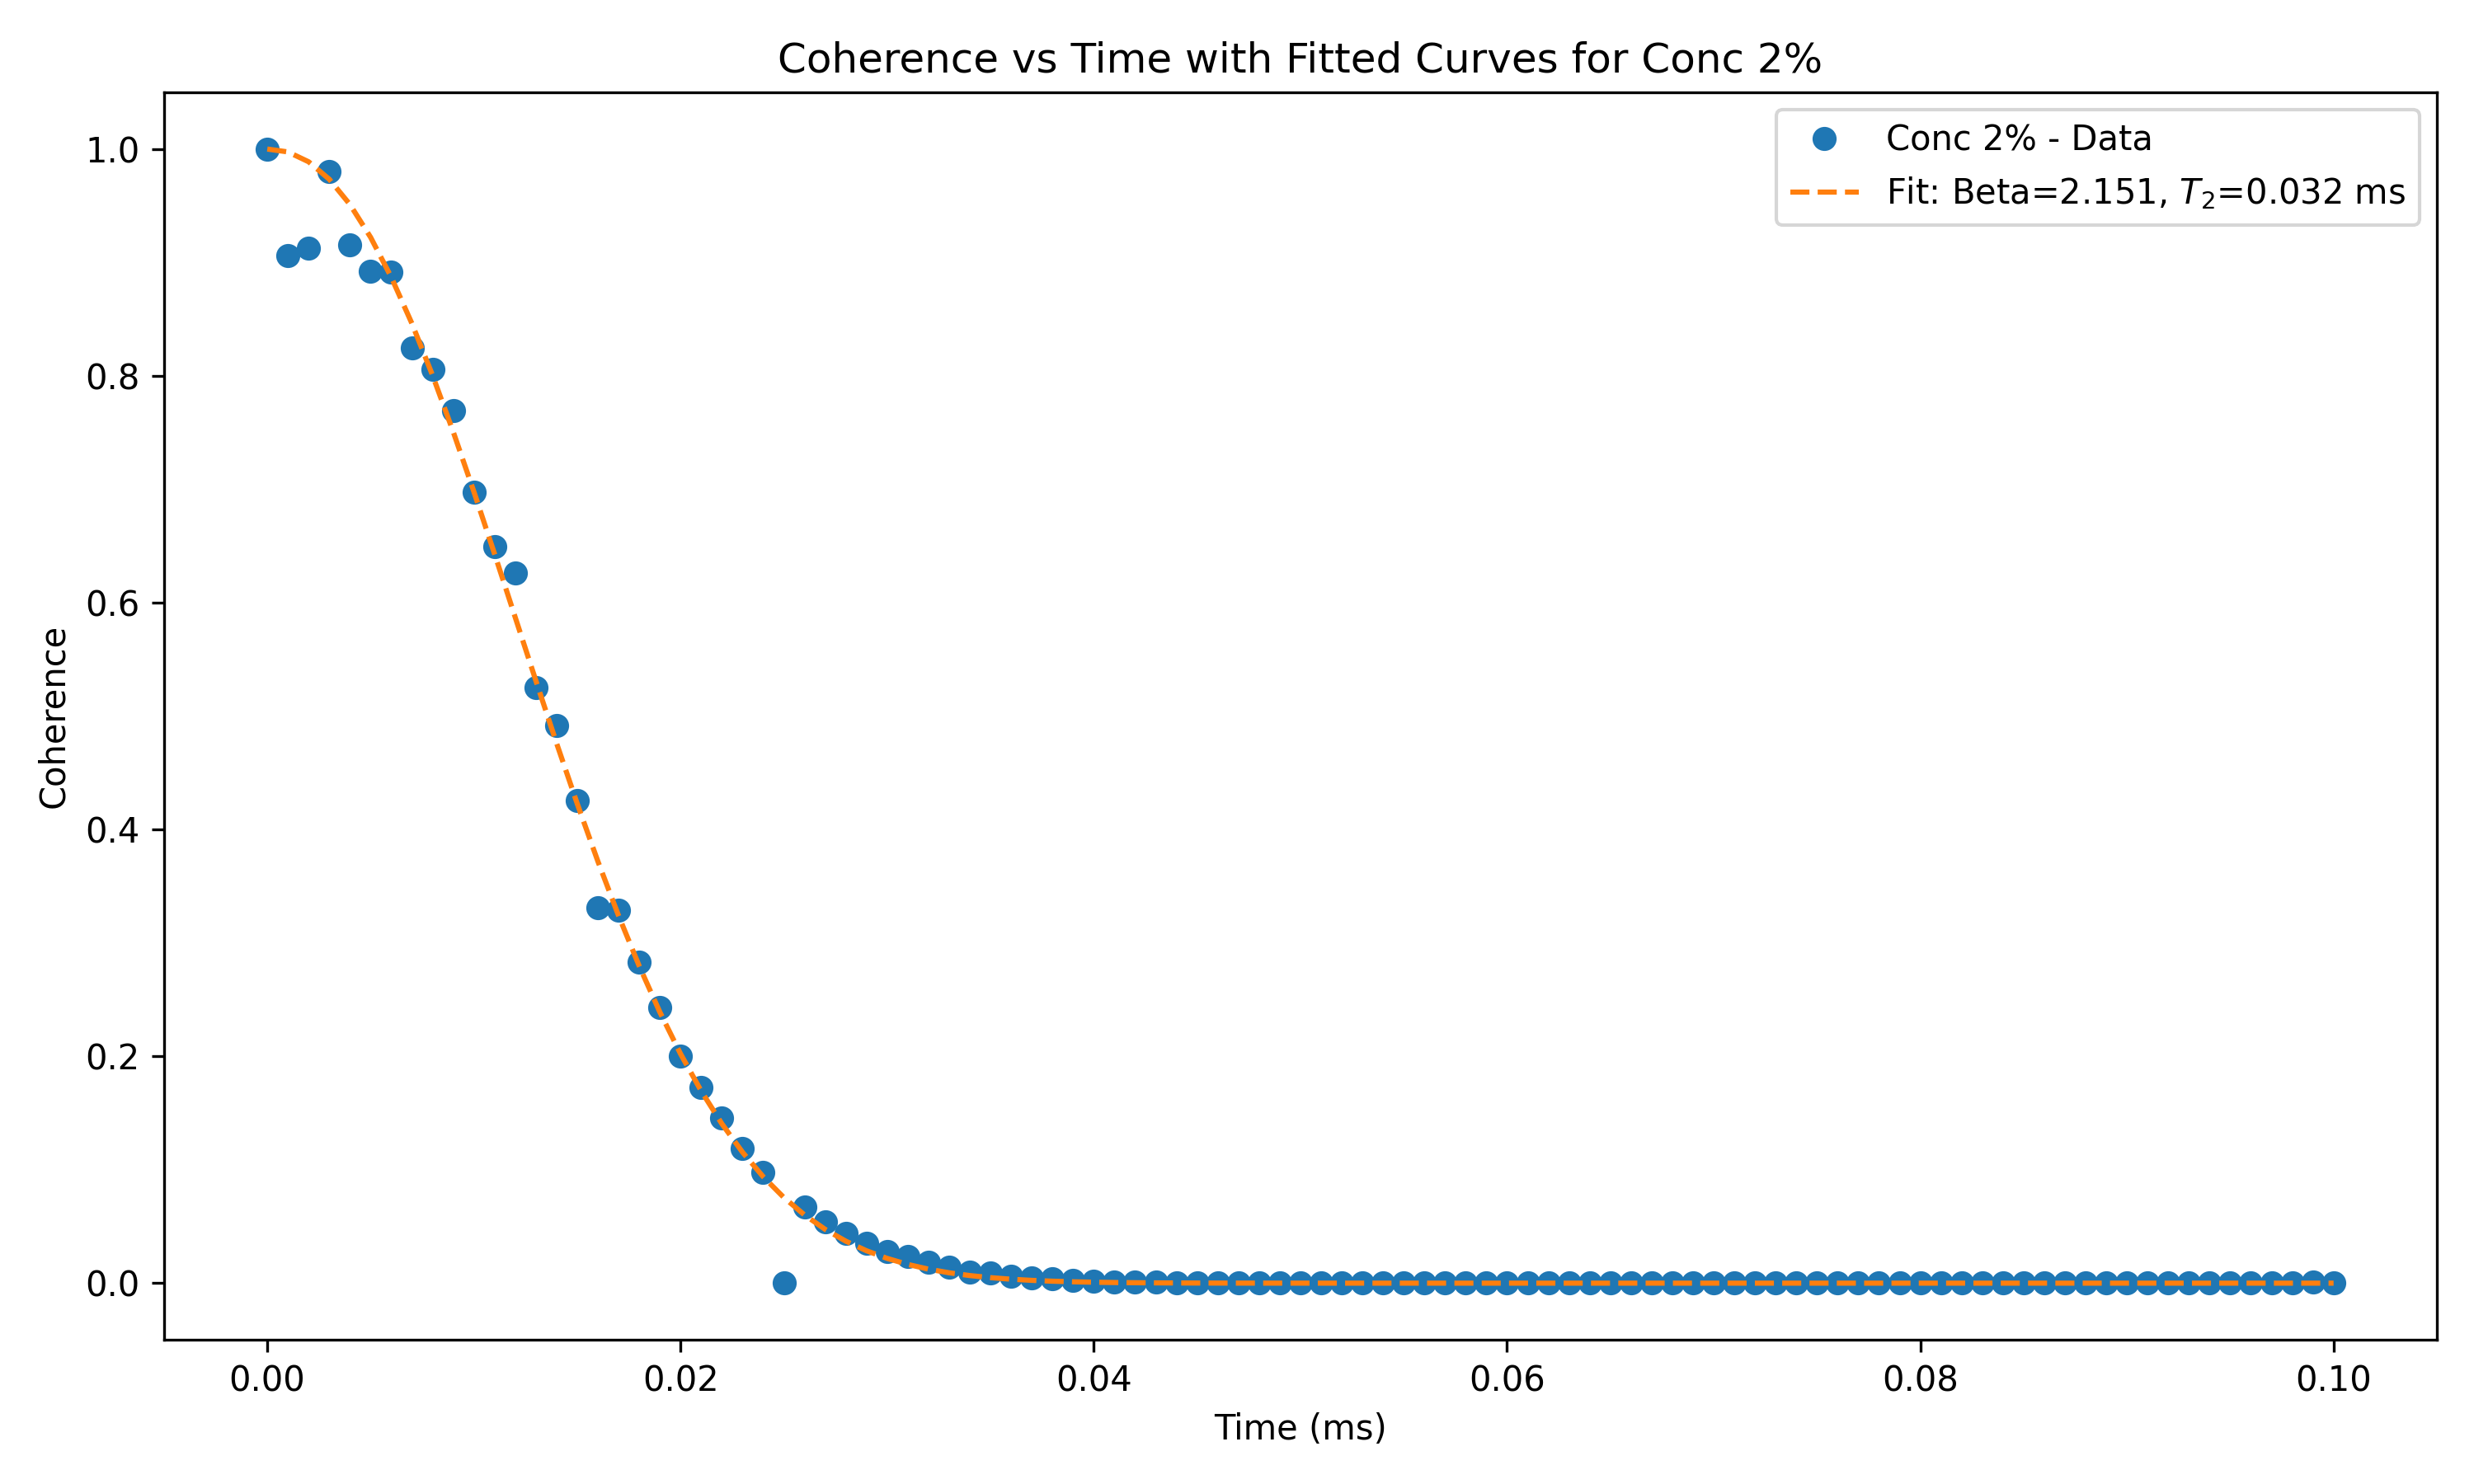 Coherence vs Time with Fitted Curves for Conc 2%
Conc 2% - Data
Fit: Beta=2.151, T₂=0.032 ms
Coherence
1.0
0.8
0.6
0.4
0.2
0.0
0.00 0.02 0.04 0.06 0.08 0.10
Time (ms)